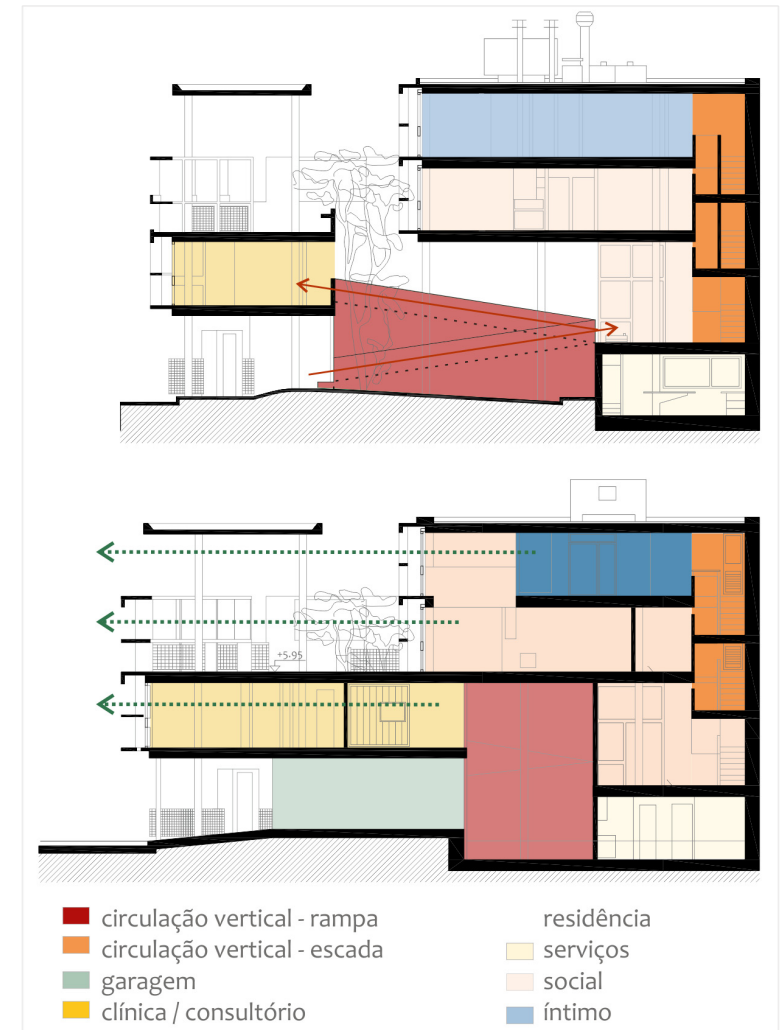 +5.95
circulação vertical - rampa
circulação vertical - escada
garagem
clínica / consultório
residência
serviços
social
íntimo